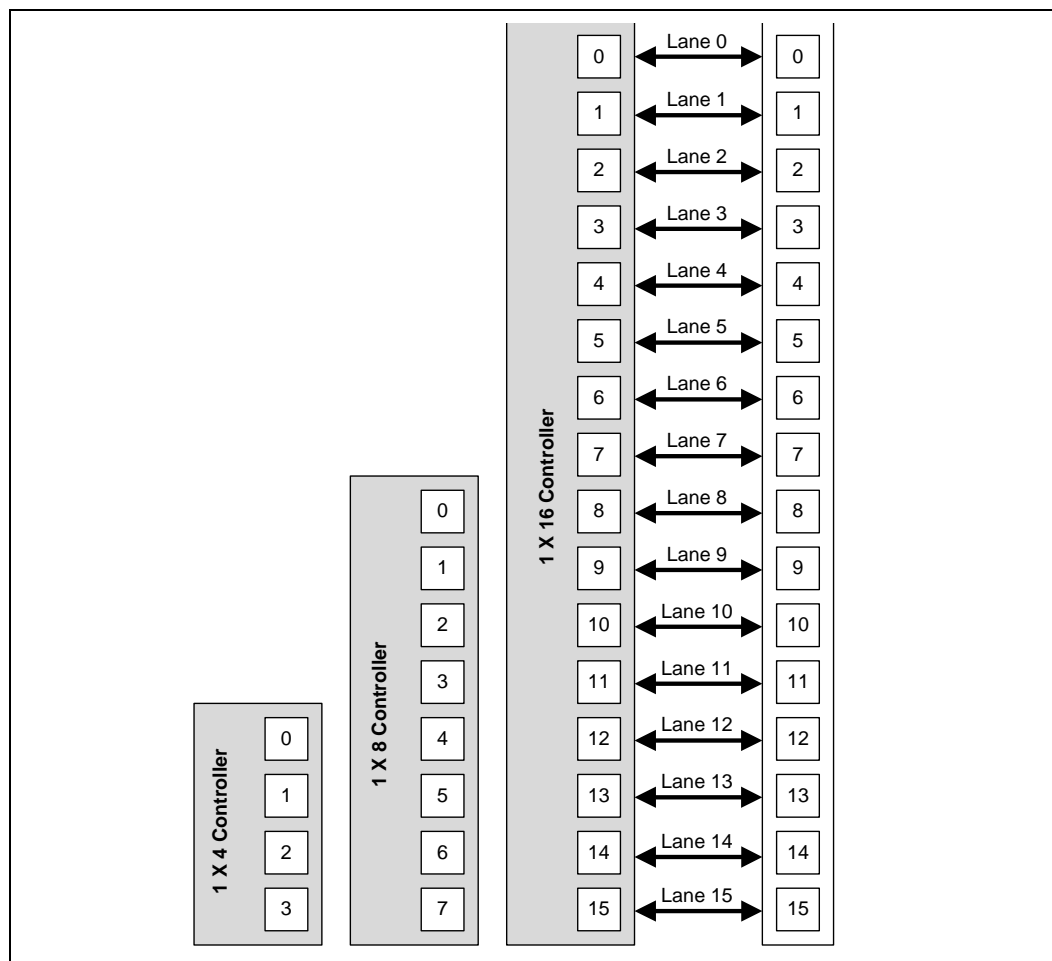 0 Lane 0 0
1 Lane 1 1
2 Lane 2 2
3 Lane 3 3
4 Lane 4 4
5 Lane 5 5
6 Lane 6 6
7 Lane 7 7
1 X 16 Controller
0 8 Lane 8 8
1 9 Lane 9 9
2 10 Lane 10 10
3 11 Lane 11 11
1 X 8 Controller
0 4 12 Lane 12 12
1 5 13 Lane 13 13
1 X 4 Controller
2 6 14 Lane 14 14
3 7 15 Lane 15 15